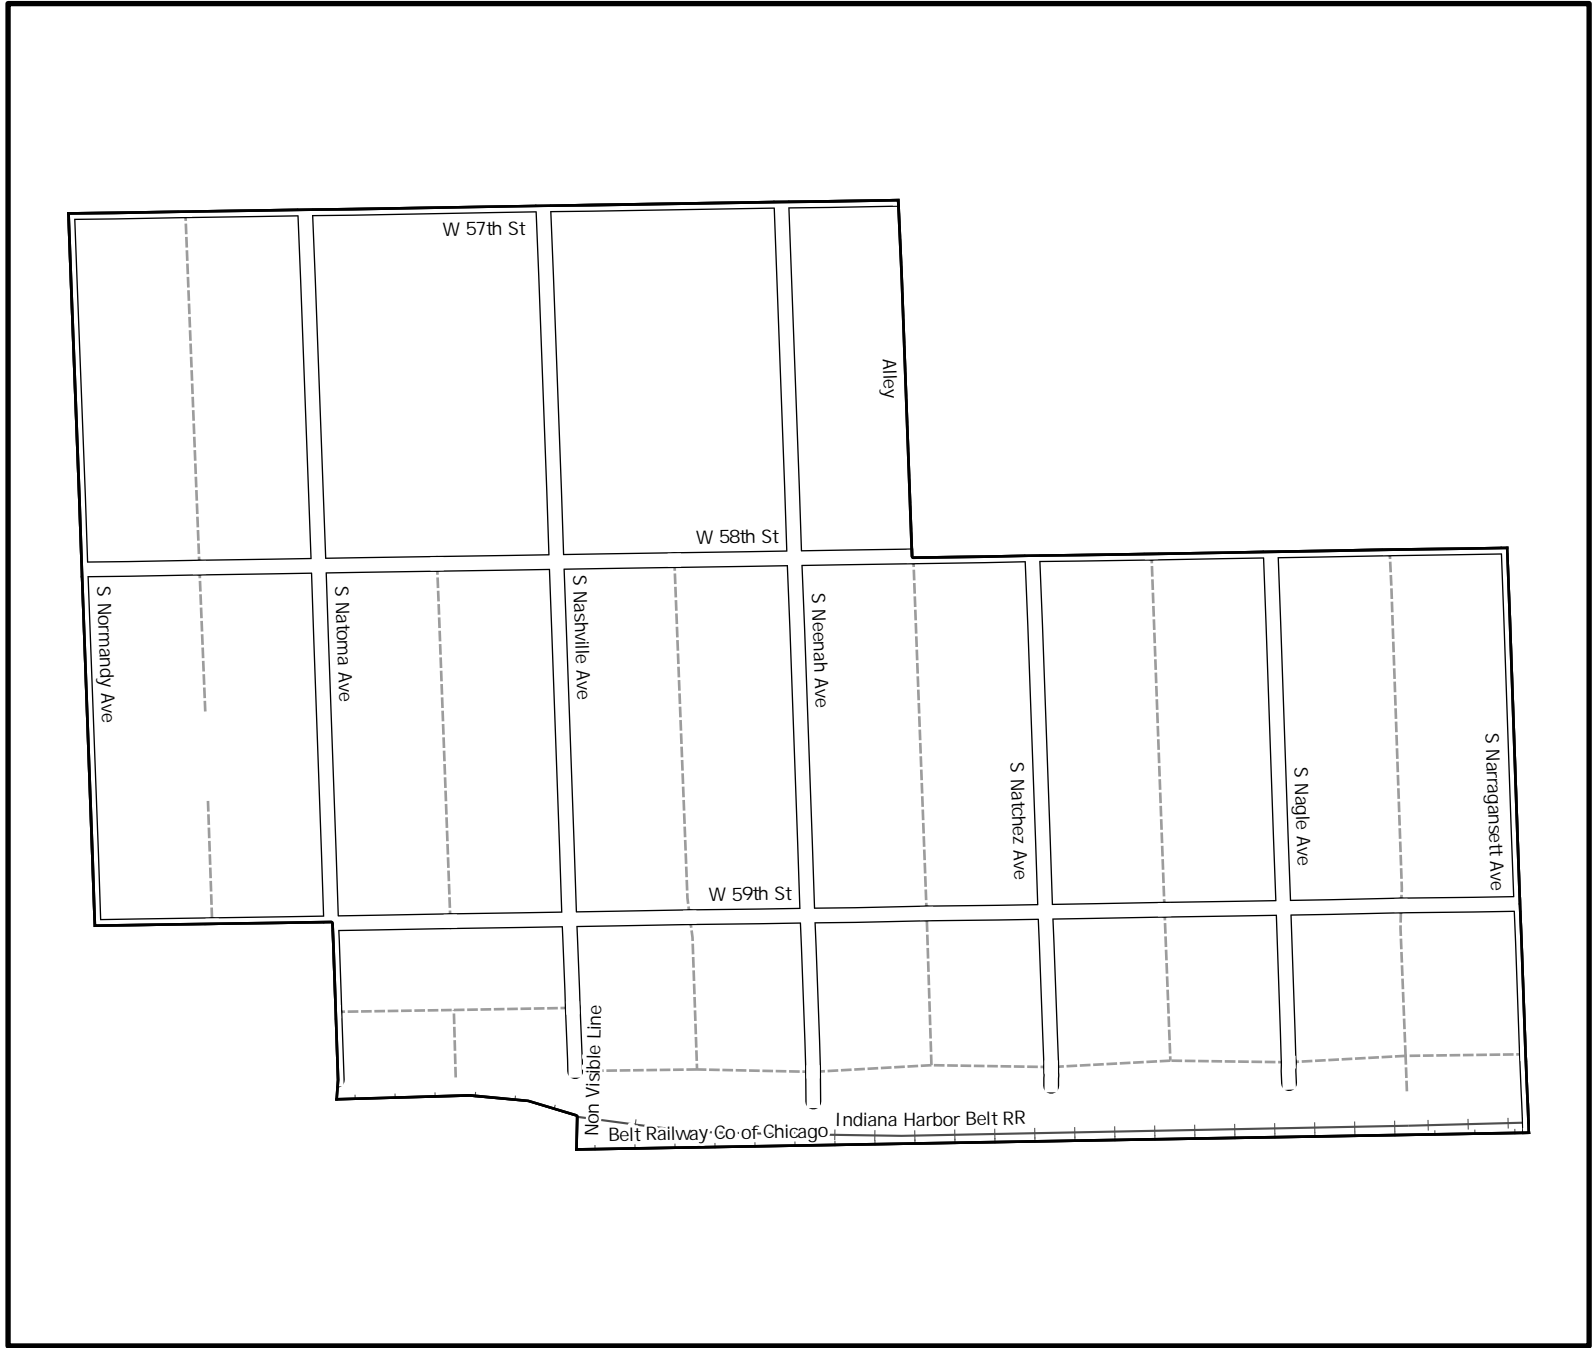 W 57th St
Alley
W 58th St
S Normandy Ave
S Natoma Ave
S Nashville Ave
S Neenah Ave
S Natchez Ave
S Nagle Ave
S Narragansett Ave
W 59th St
Non Visible Line
Indiana Harbor Belt RR
Belt Railway Co of Chicago